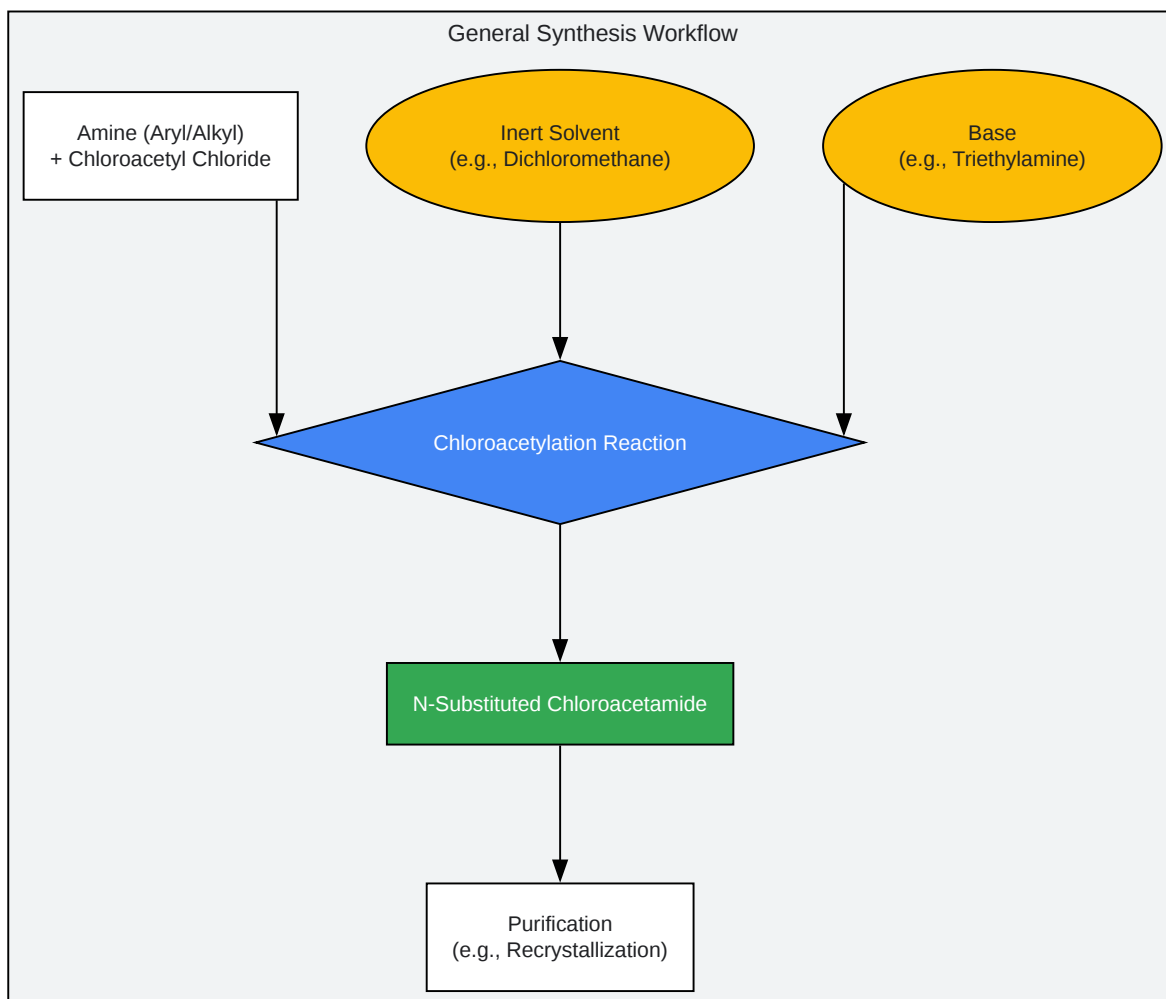 General Synthesis Workflow
Amine (Aryl/Alkyl)
+ Chloroacetyl Chloride
Inert Solvent
(e.g., Dichloromethane)
Base
(e.g., Triethylamine)
Chloroacetylation Reaction
N-Substituted Chloroacetamide
Purification
(e.g., Recrystallization)